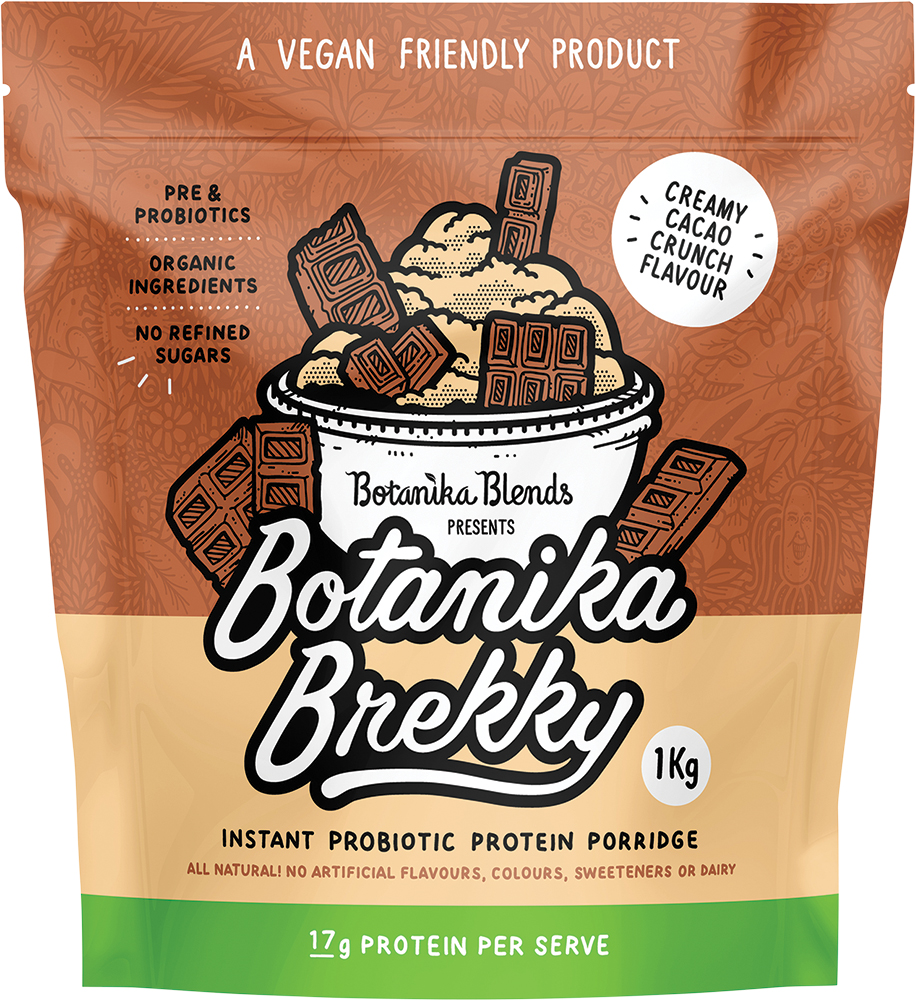 A VEGAN FRIENDLY PRODUCT
PRE &
PROBIOTICS
ORGANIC
INGREDIENTS
NO REFINED
SUGARS
CREAMY
CACAO
CRUNCH
FLAVOUR
Botanika Blends
PRESENTS
Botanika
Brekky
1Kg
INSTANT PROBIOTIC PROTEIN PORRIDGE
ALL NATURAL! NO ARTIFICIAL FLAVOURS, COLOURS, SWEETENERS OR DAIRY
17g PROTEIN PER SERVE